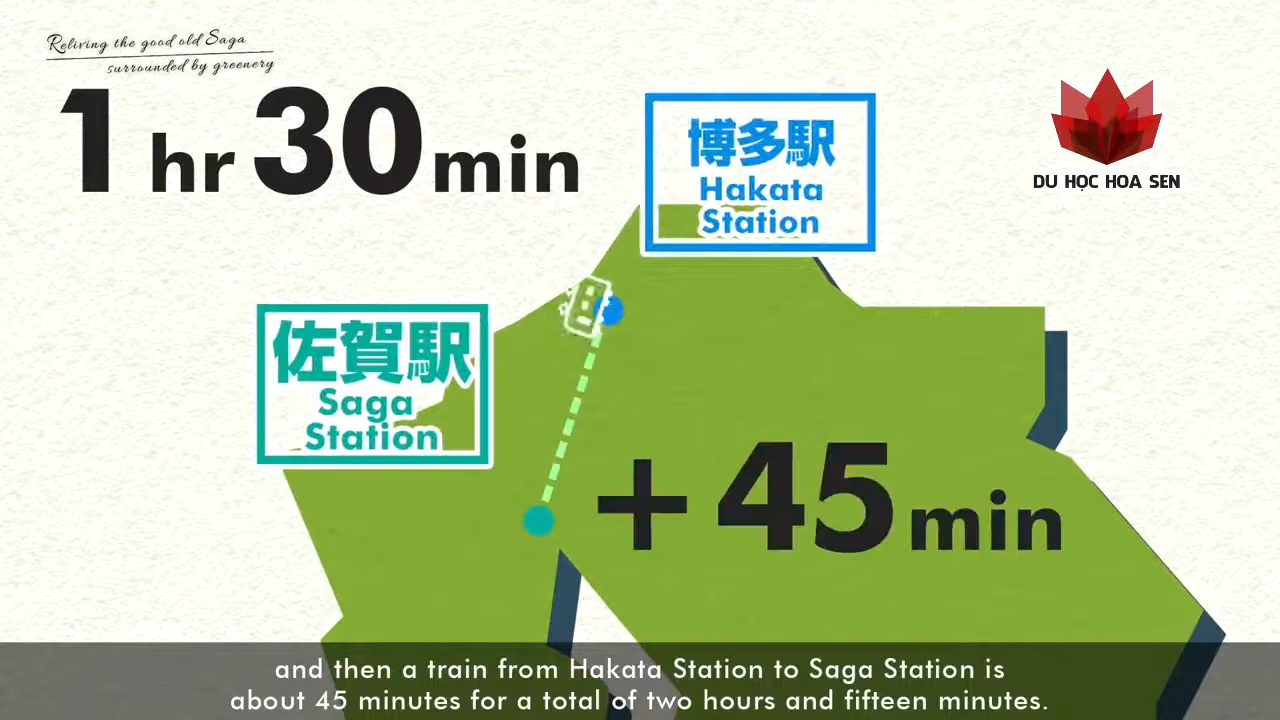 Reliving the good old Saga
surrounded by greenery
1 hr 30 min
博多駅
Hakata
Station
DU HỌC HOA SEN
佐賀駅
Saga
Station
+ 45 min
and then a train from Hakata Station to Saga Station is
about 45 minutes for a total of two hours and fifteen minutes.